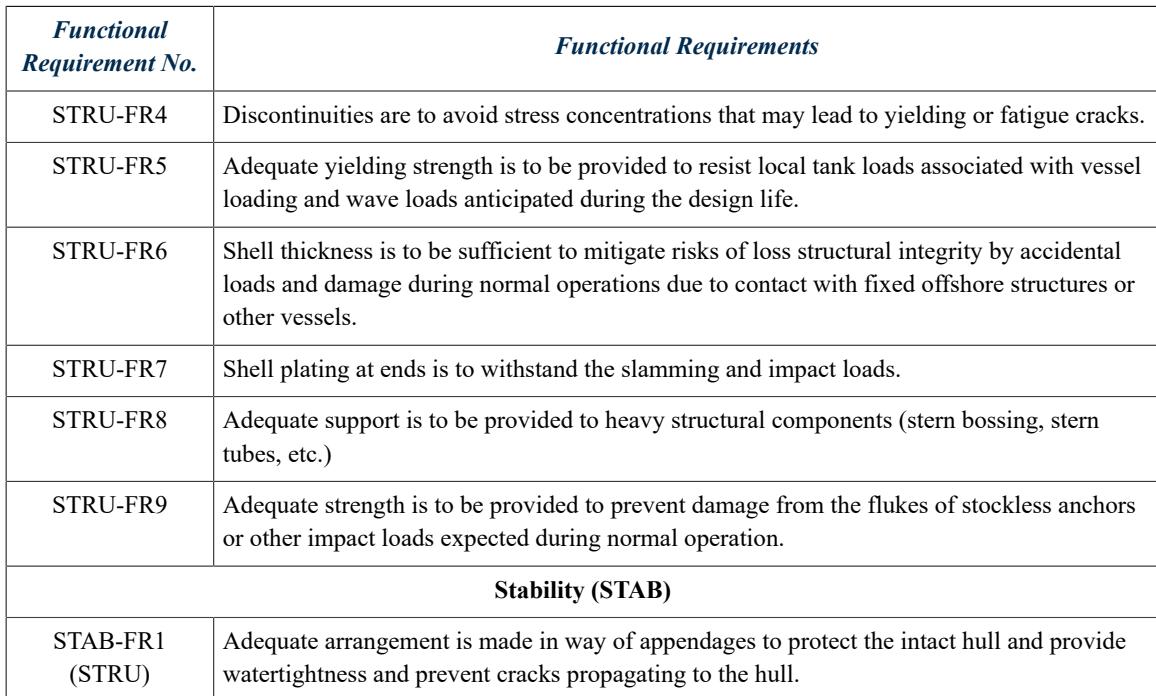 Functional
Requirement No.
Functional Requirements
STRU-FR4
Discontinuities are to avoid stress concentrations that may lead to yielding or fatigue cracks.
STRU-FR5
Adequate yielding strength is to be provided to resist local tank loads associated with vessel
loading and wave loads anticipated during the design life.
STRU-FR6
Shell thickness is to be sufficient to mitigate risks of loss structural integrity by accidental
loads and damage during normal operations due to contact with fixed offshore structures or
other vessels.
STRU-FR7
Shell plating at ends is to withstand the slamming and impact loads.
STRU-FR8
Adequate support is to be provided to heavy structural components (stern bossing, stern
tubes, etc.)
STRU-FR9
Adequate strength is to be provided to prevent damage from the flukes of stockless anchors
or other impact loads expected during normal operation.
Stability (STAB)
STAB-FR1
(STRU)
Adequate arrangement is made in way of appendages to protect the intact hull and provide
watertightness and prevent cracks propagating to the hull.